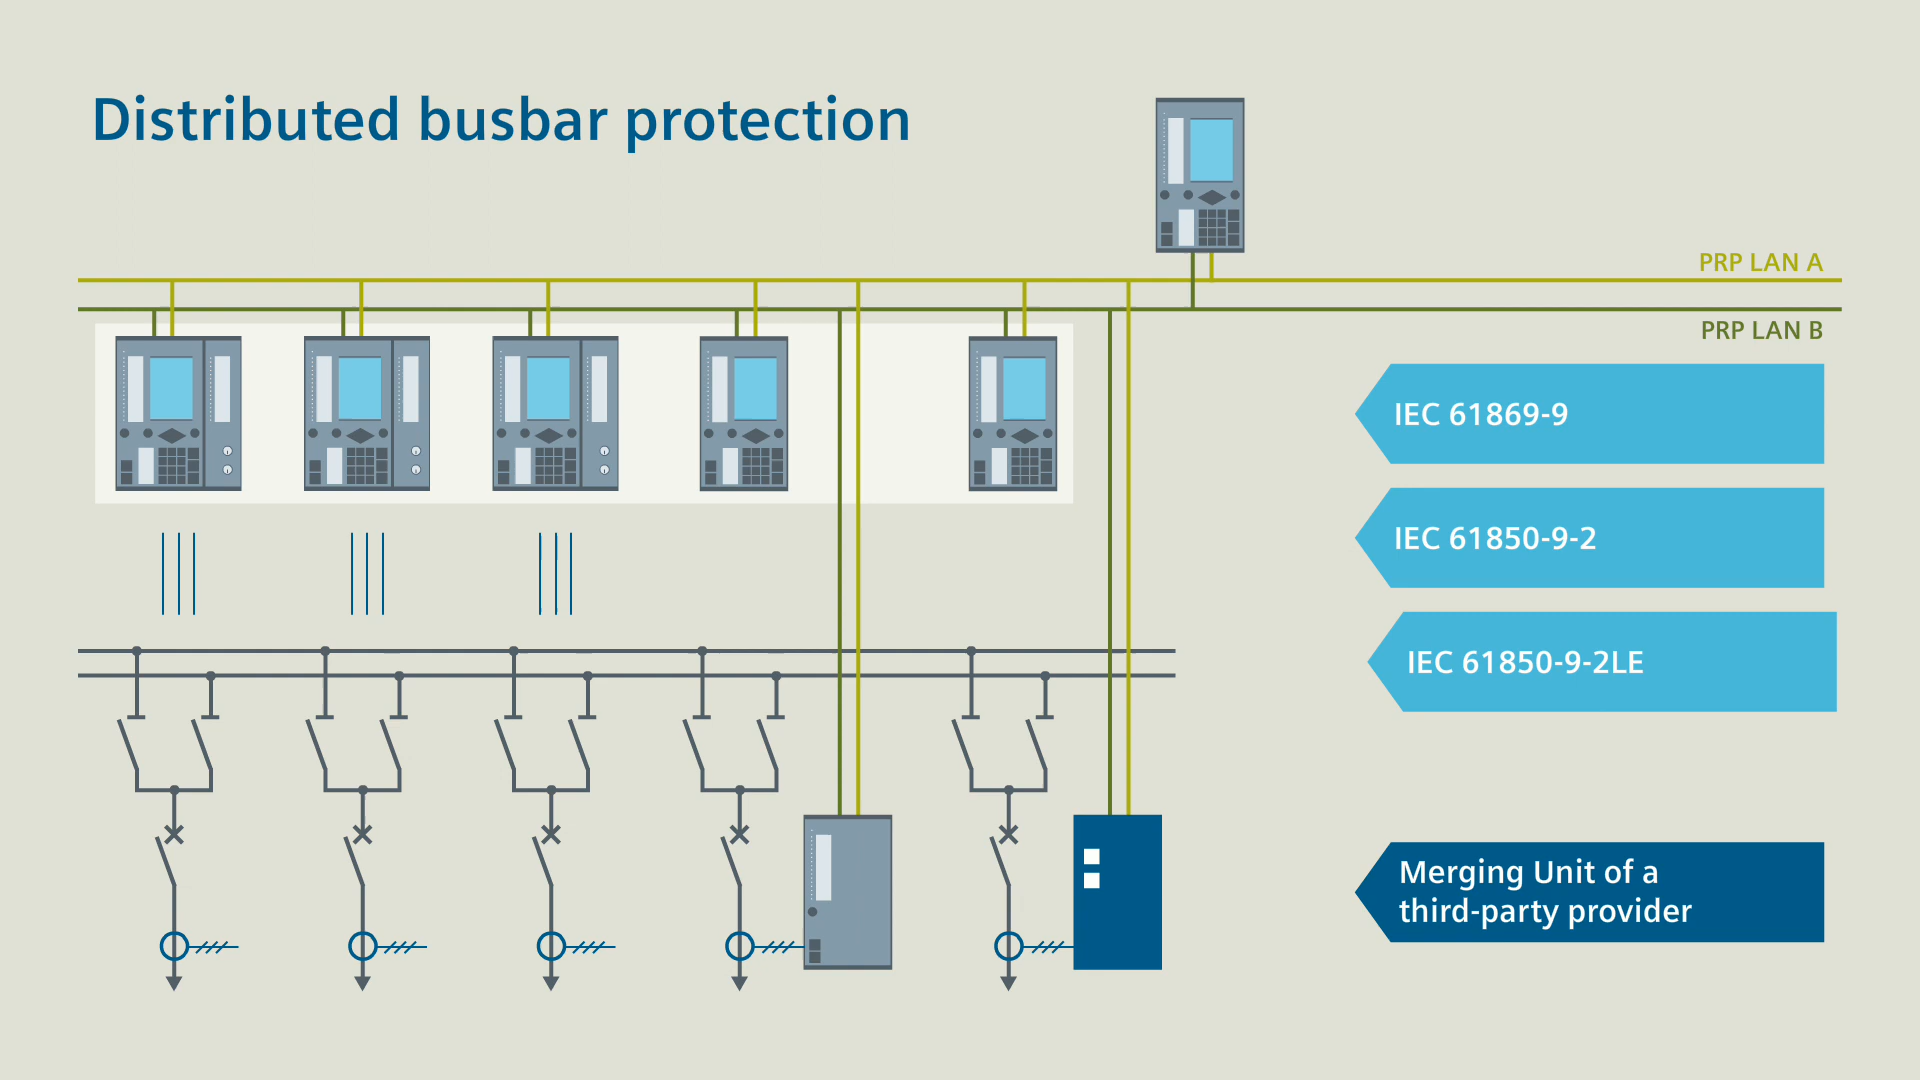 Distributed busbar protection
PRP LAN A
PRP LAN B
IEC 61869-9
IEC 61850-9-2
IEC 61850-9-2LE
Merging Unit of a
third-party provider